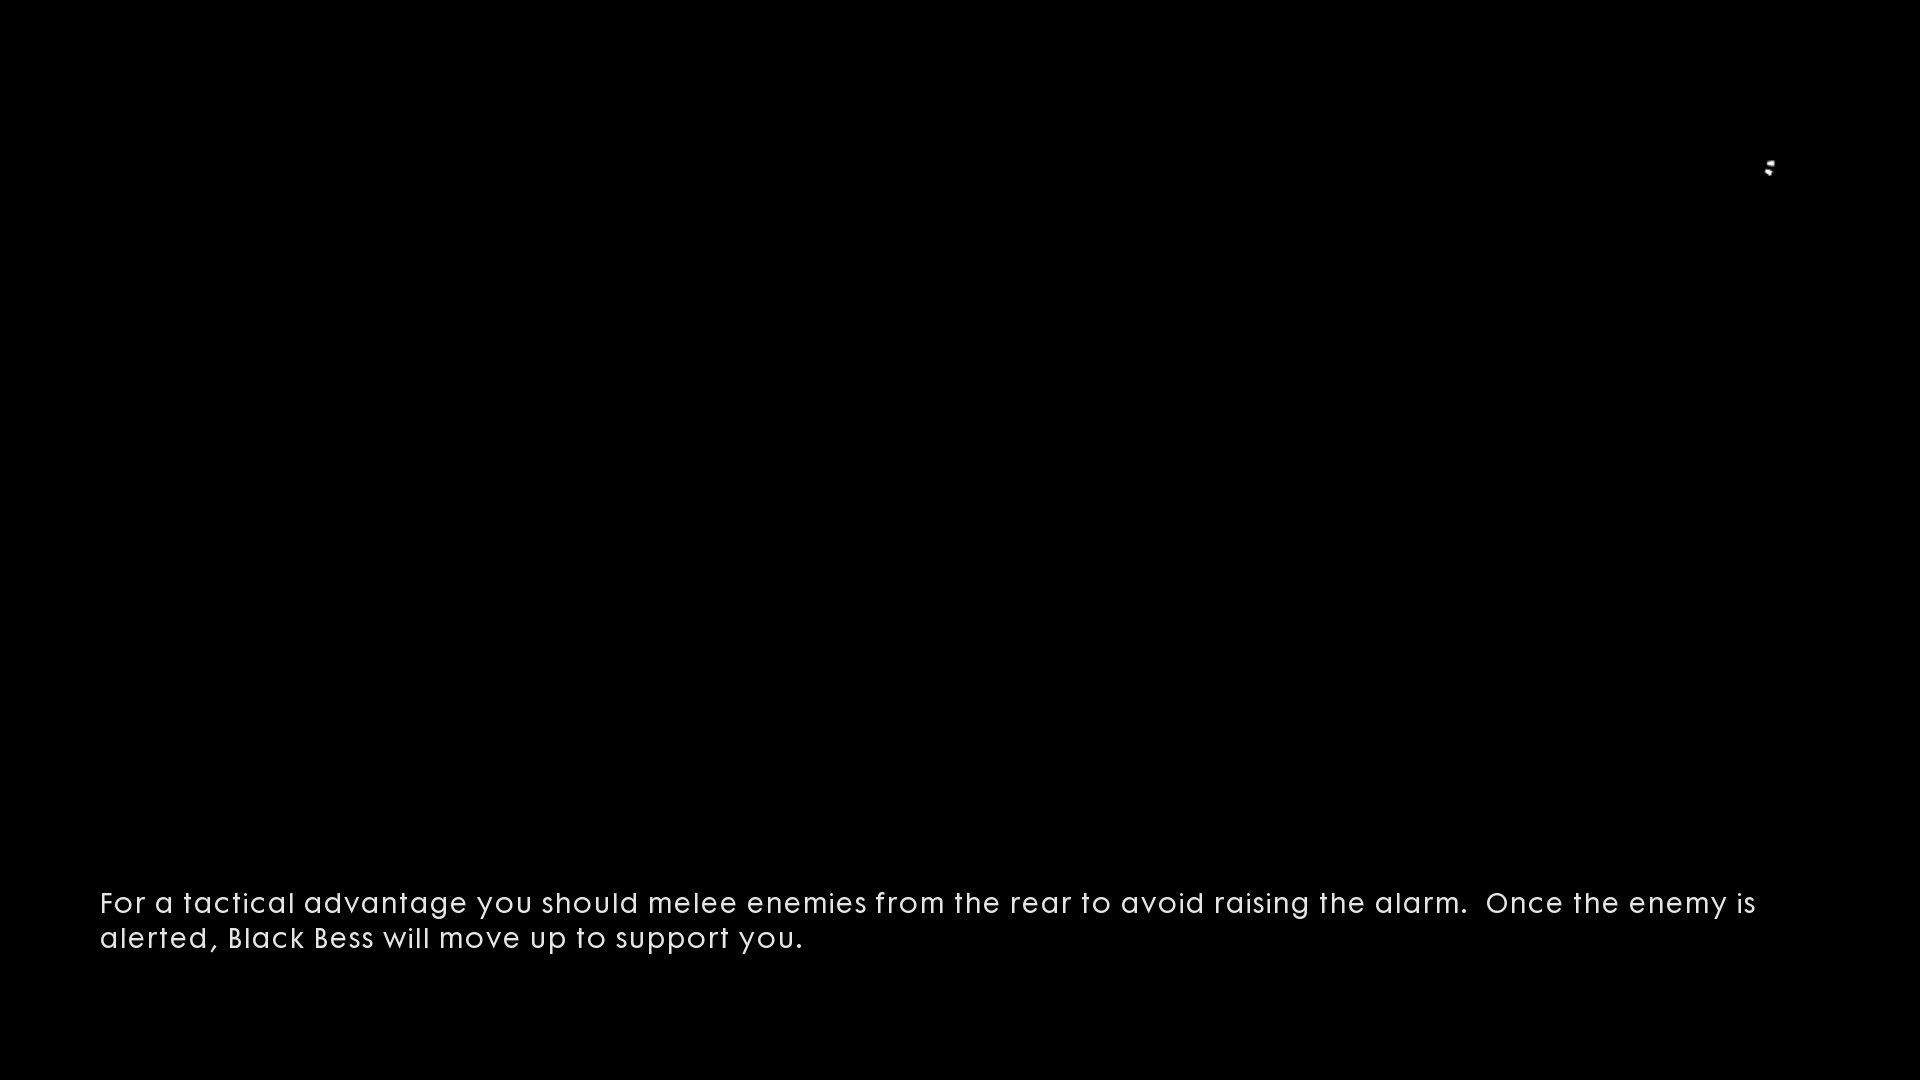 For a tactical advantage you should melee enemies from the rear to avoid raising the alarm.  Once the enemy is
alerted, Black Bess will move up to support you.